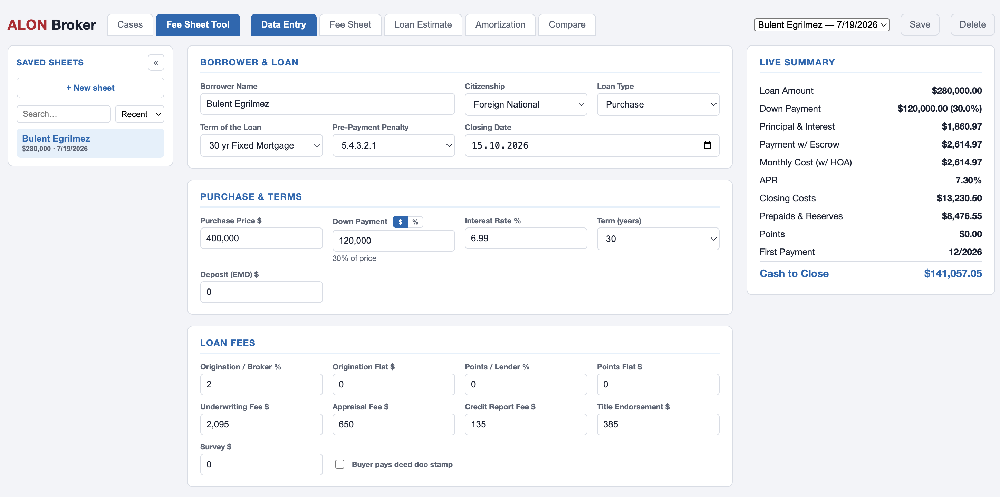 ALON Broker
Cases
Fee Sheet Tool
Data Entry
Fee Sheet
Loan Estimate
Amortization
Compare
Bulent Egrilmez — 7/19/2026
Save
Delete
SAVED SHEETS
«
+ New sheet
Search...
Recent
Bulent Egrilmez
$280,000 · 7/19/2026
BORROWER & LOAN
Borrower Name
Bulent Egrilmez
Citizenship
Foreign National
Loan Type
Purchase
Term of the Loan
30 yr Fixed Mortgage
Pre-Payment Penalty
5.4.3.2.1
Closing Date
15.10.2026
PURCHASE & TERMS
Purchase Price $
400,000
Down Payment $ %
120,000
30% of price
Interest Rate %
6.99
Term (years)
30
Deposit (EMD) $
0
LOAN FEES
Origination / Broker %
2
Origination Flat $
0
Points / Lender %
0
Points Flat $
0
Underwriting Fee $
2,095
Appraisal Fee $
650
Credit Report Fee $
135
Title Endorsement $
385
Survey $
0
Buyer pays deed doc stamp
LIVE SUMMARY
Loan Amount $280,000.00
Down Payment $120,000.00 (30.0%)
Principal & Interest $1,860.97
Payment w/ Escrow $2,614.97
Monthly Cost (w/ HOA) $2,614.97
APR 7.30%
Closing Costs $13,230.50
Prepaids & Reserves $8,476.55
Points $0.00
First Payment 12/2026
Cash to Close $141,057.05